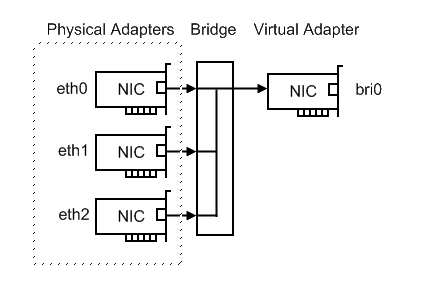 Physical Adapters Bridge Virtual Adapter
eth0 NIC NIC bri0
eth1 NIC
eth2 NIC